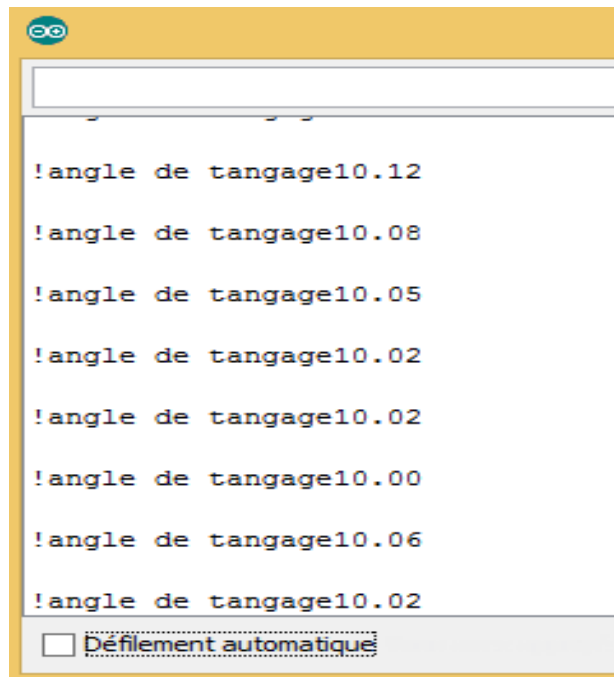 !angle de tangage10.12
!angle de tangage10.08
!angle de tangage10.05
!angle de tangage10.02
!angle de tangage10.02
!angle de tangage10.00
!angle de tangage10.06
!angle de tangage10.02
Défilement automatique